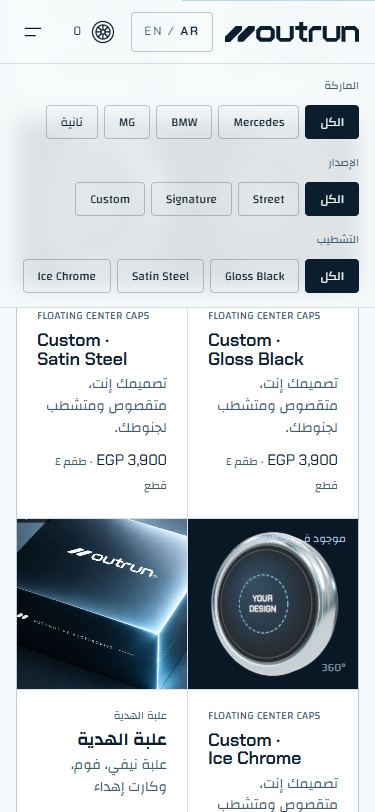 outrun
EN / AR
0
الماركة
الكل
Mercedes
BMW
MG
تانية
الإصدار
الكل
Street
Signature
Custom
التشطيب
الكل
Gloss Black
Satin Steel
Ice Chrome
FLOATING CENTER CAPS
Custom ·
Gloss Black
تصميمك إنت،
متقصوص ومتشطب
لجنوطك.
EGP 3,900 · طقم ٤
قطع
FLOATING CENTER CAPS
Custom ·
Satin Steel
تصميمك إنت،
متقصوص ومتشطب
لجنوطك.
EGP 3,900 · طقم ٤
قطع
موجود
YOUR
DESIGN
360°
outrun
AUTOMOTIVE ACCESSORIES
FLOATING CENTER CAPS
Custom ·
Ice Chrome
تصميمك إنت،
متقصوص ومتشطب
علبة الهدية
علبة الهدية
علبة نيفي، فوم،
وكارت إهداء